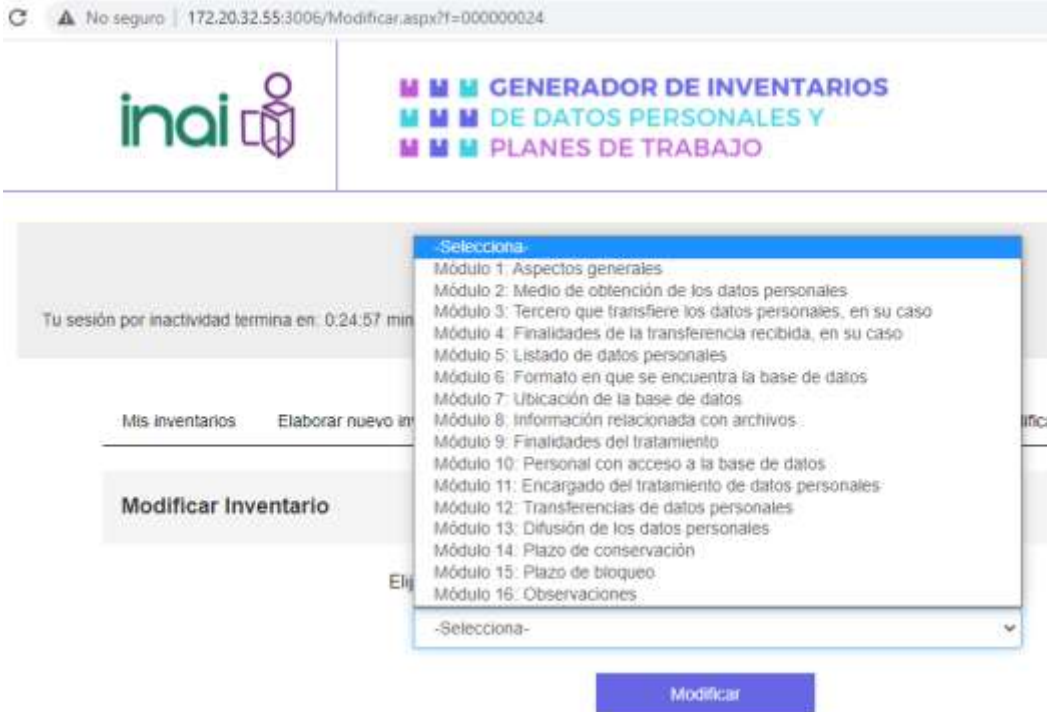 No seguro | 172.20.32.55:3006/Modificar.aspx?f=000000024
inai
GENERADOR DE INVENTARIOS
DE DATOS PERSONALES Y
PLANES DE TRABAJO
-Selecciona-
Módulo 1: Aspectos generales
Módulo 2: Medio de obtención de los datos personales
Módulo 3: Tercero que transfiere los datos personales, en su caso
Módulo 4: Finalidades de la transferencia recibida, en su caso
Módulo 5: Listado de datos personales
Módulo 6: Formato en que se encuentra la base de datos
Módulo 7: Ubicación de la base de datos
Módulo 8: Información relacionada con archivos
Módulo 9: Finalidades del tratamiento
Módulo 10: Personal con acceso a la base de datos
Módulo 11: Encargado del tratamiento de datos personales
Módulo 12: Transferencias de datos personales
Módulo 13: Difusión de los datos personales
Módulo 14: Plazo de conservación
Módulo 15: Plazo de bloqueo
Módulo 16: Observaciones
Tu sesión por inactividad termina en: 0:24:57 min
Mis inventarios Elaborar nuevo
Modificar Inventario
-Selecciona-
Modificar